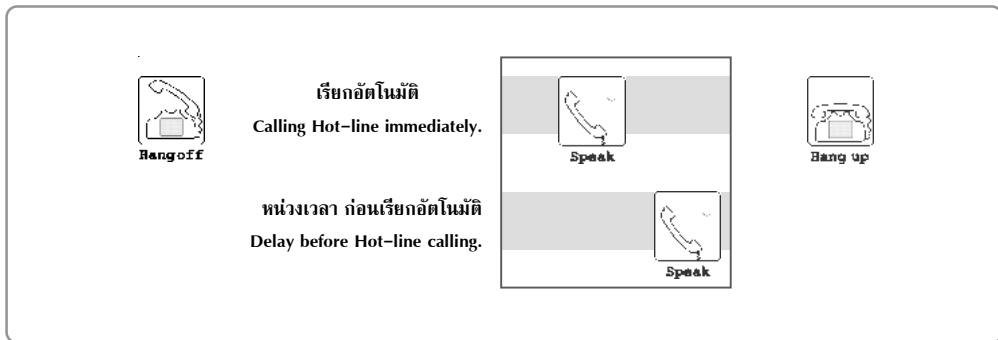 เรียกอัตโนมัติ
Calling Hot-line immediately.
Hang off
Speak
Hang up
หน่วงเวลา ก่อนเรียกอัตโนมัติ
Delay before Hot-line calling.
Speak